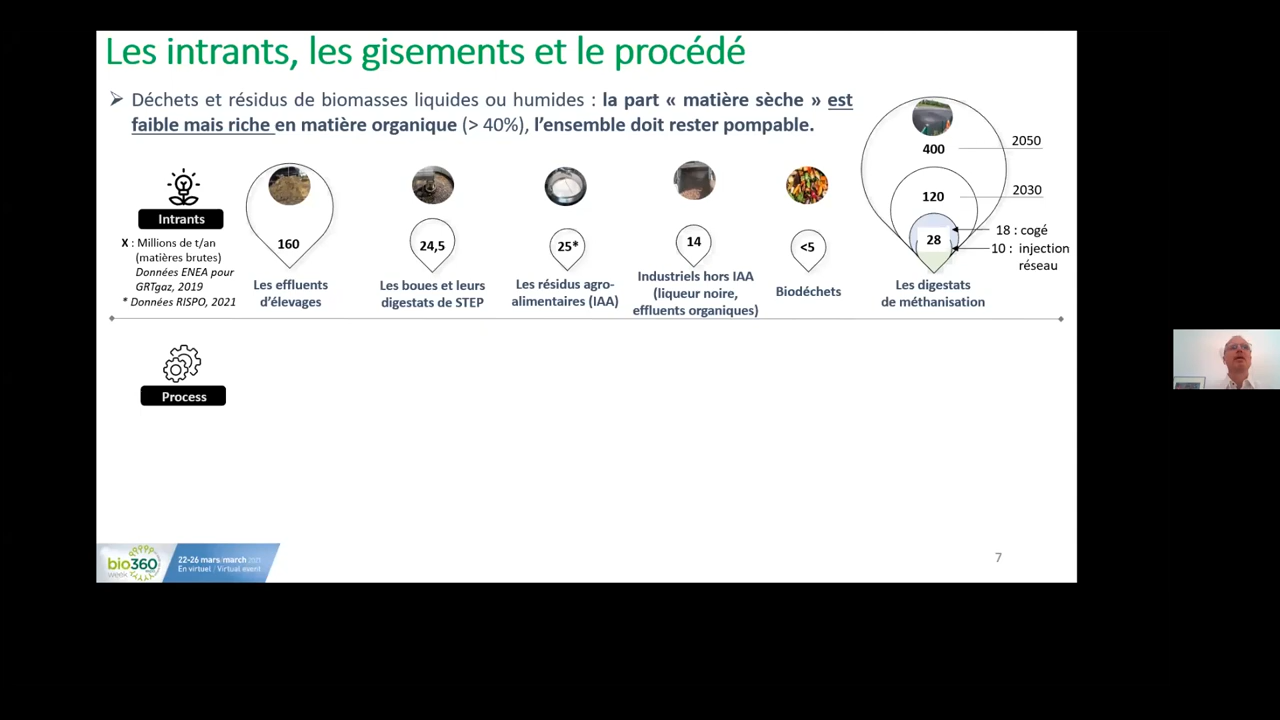 Les intrants, les gisements et le procédé
➢ Déchets et résidus de biomasses liquides ou humides : la part « matière sèche » est
faible mais riche en matière organique (> 40%), l'ensemble doit rester pompable.
Intrants
X : Millions de t/an
(matières brutes)
Données ENEA pour
GRTgaz, 2019
* Données RISPO, 2021
160
Les effluents
d'élevages
24,5
Les boues et leurs
digestats de STEP
25*
Les résidus agro-
alimentaires (IAA)
14
Industriels hors IAA
(liqueur noire,
effluents organiques)
<5
Biodéchets
400
2050
120
2030
28
18 : cogé
10 : injection
réseau
Les digestats
de méthanisation
Process
bio360
week
22-26 mars/march
En virtuel / Virtual event
7